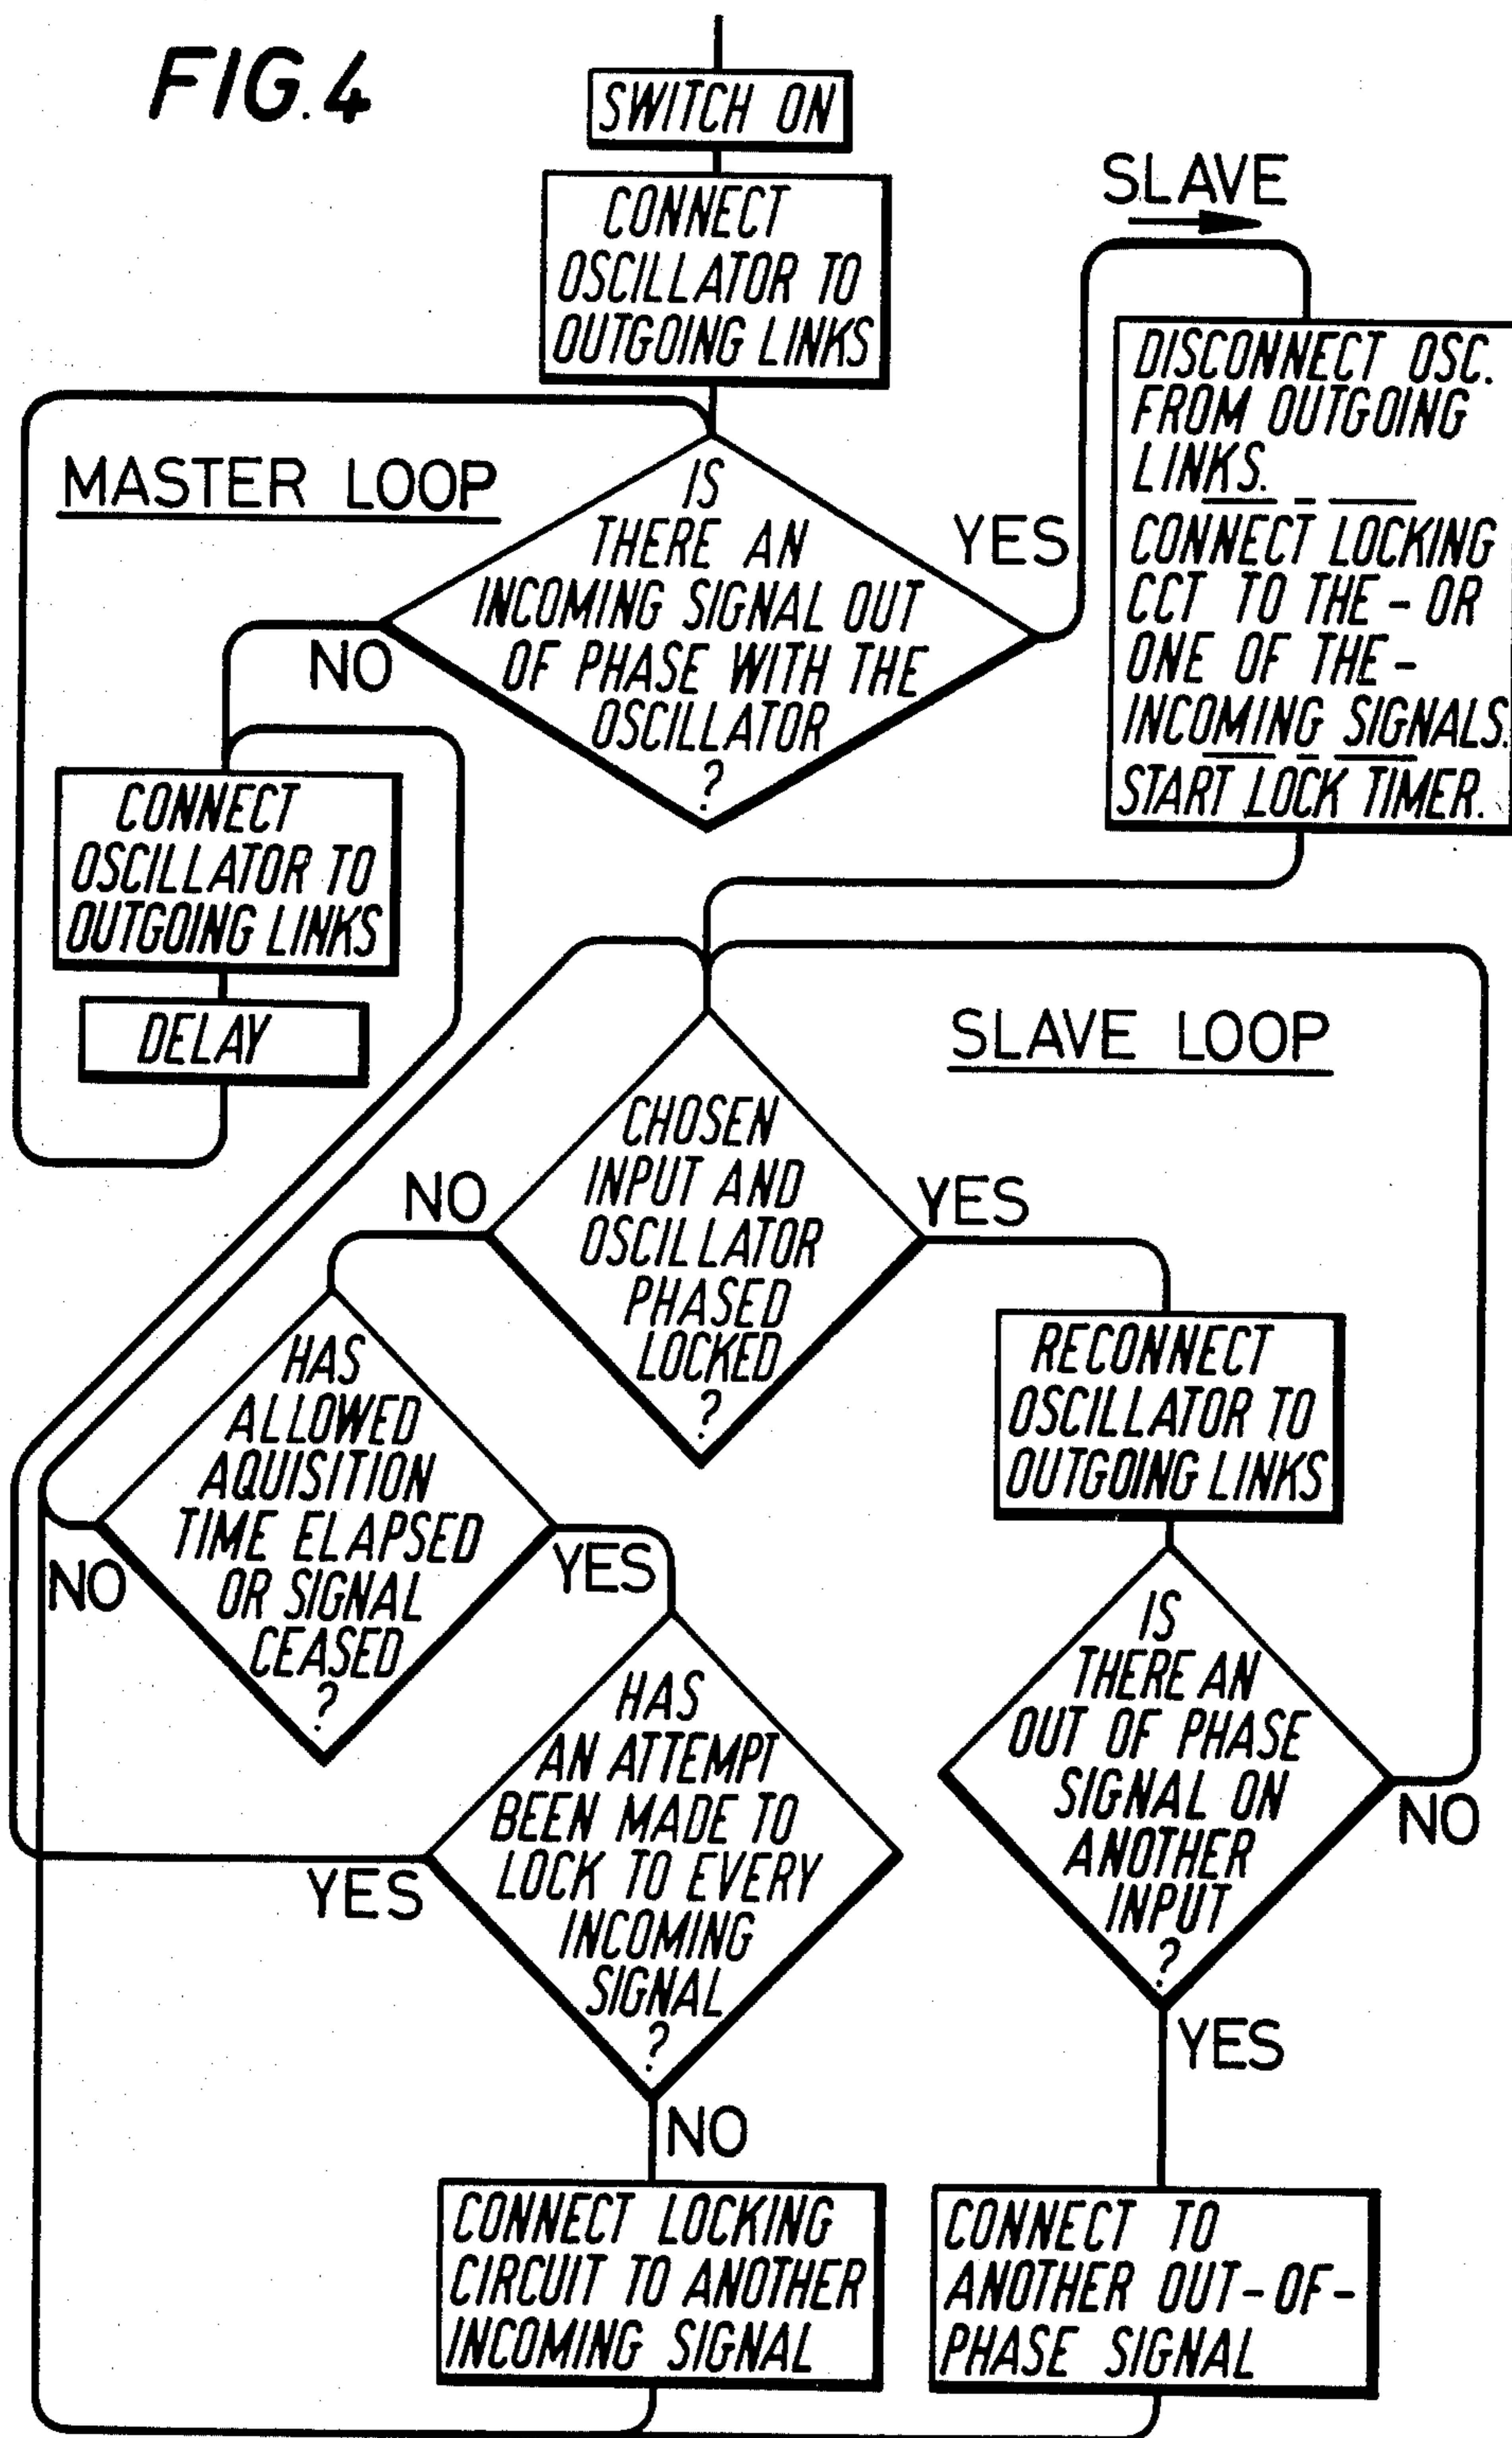 FIG.4
SWITCH ON
CONNECT
OSCILLATOR TO
OUTGOING LINKS
SLAVE
DISCONNECT OSC.
FROM OUTGOING
LINKS.
CONNECT LOCKING
CCT TO THE - OR
ONE OF THE -
INCOMING SIGNALS.
START LOCK TIMER.
MASTER LOOP
IS
THERE AN
INCOMING SIGNAL OUT
OF PHASE WITH THE
OSCILLATOR
?
YES
NO
CONNECT
OSCILLATOR TO
OUTGOING LINKS
DELAY
SLAVE LOOP
CHOSEN
INPUT AND
OSCILLATOR
PHASED
LOCKED
?
NO
YES
HAS
ALLOWED
AQUISITION
TIME ELAPSED
OR SIGNAL
CEASED
?
NO
YES
RECONNECT
OSCILLATOR TO
OUTGOING LINKS
HAS
AN ATTEMPT
BEEN MADE TO
LOCK TO EVERY
INCOMING
SIGNAL
?
YES
NO
IS
THERE AN
OUT OF PHASE
SIGNAL ON
ANOTHER
INPUT
?
NO
YES
CONNECT LOCKING
CIRCUIT TO ANOTHER
INCOMING SIGNAL
CONNECT TO
ANOTHER OUT-OF-
PHASE SIGNAL